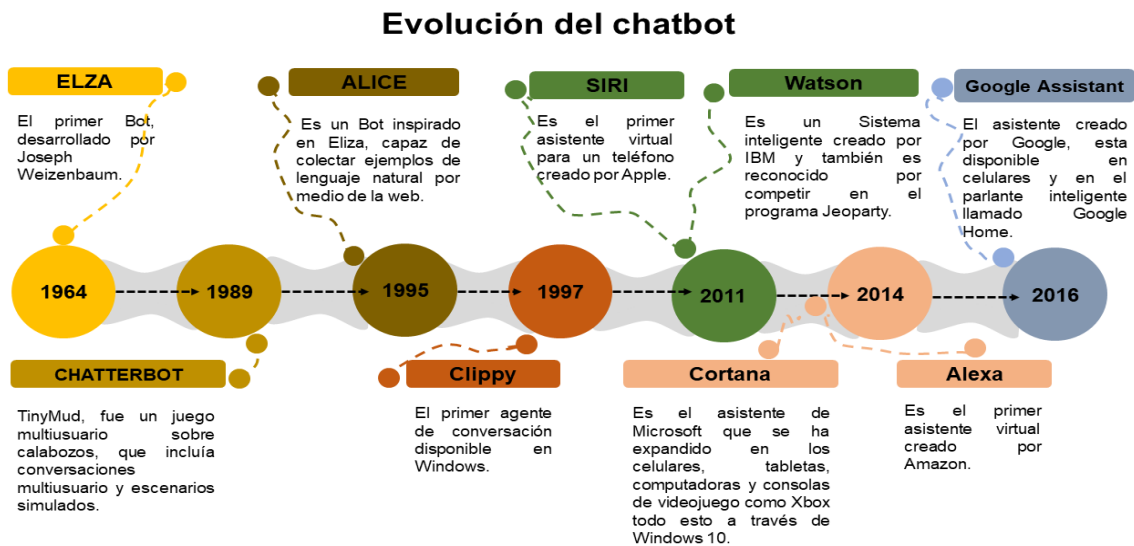 Evolución del chatbot
ELZA
El primer Bot,
desarrollado por
Joseph
Weizenbaum.
ALICE
Es un Bot inspirado
en Eliza, capaz de
colectar ejemplos de
lenguaje natural por
medio de la web.
SIRI
Es el primer
asistente virtual
para un teléfono
creado por Apple.
Watson
Es un Sistema
inteligente creado por
IBM y también es
reconocido por
competir en el
programa Jeoparty.
Google Assistant
El asistente creado
por Google, esta
disponible en
celulares y en el
parlante inteligente
llamado Google
Home.
1964
1989
1995
1997
2011
2014
2016
CHATTERBOT
TinyMud, fue un juego
multiusuario sobre
calabozos, que incluía
conversaciones
multiusuario y escenarios
simulados.
Clippy
El primer agente
de conversación
disponible en
Windows.
Cortana
Es el asistente de
Microsoft que se ha
expandido en los
celulares, tabletas,
computadoras y consolas
de videojuego como Xbox
todo esto a través de
Windows 10.
Alexa
Es el primer
asistente virtual
creado por
Amazon.